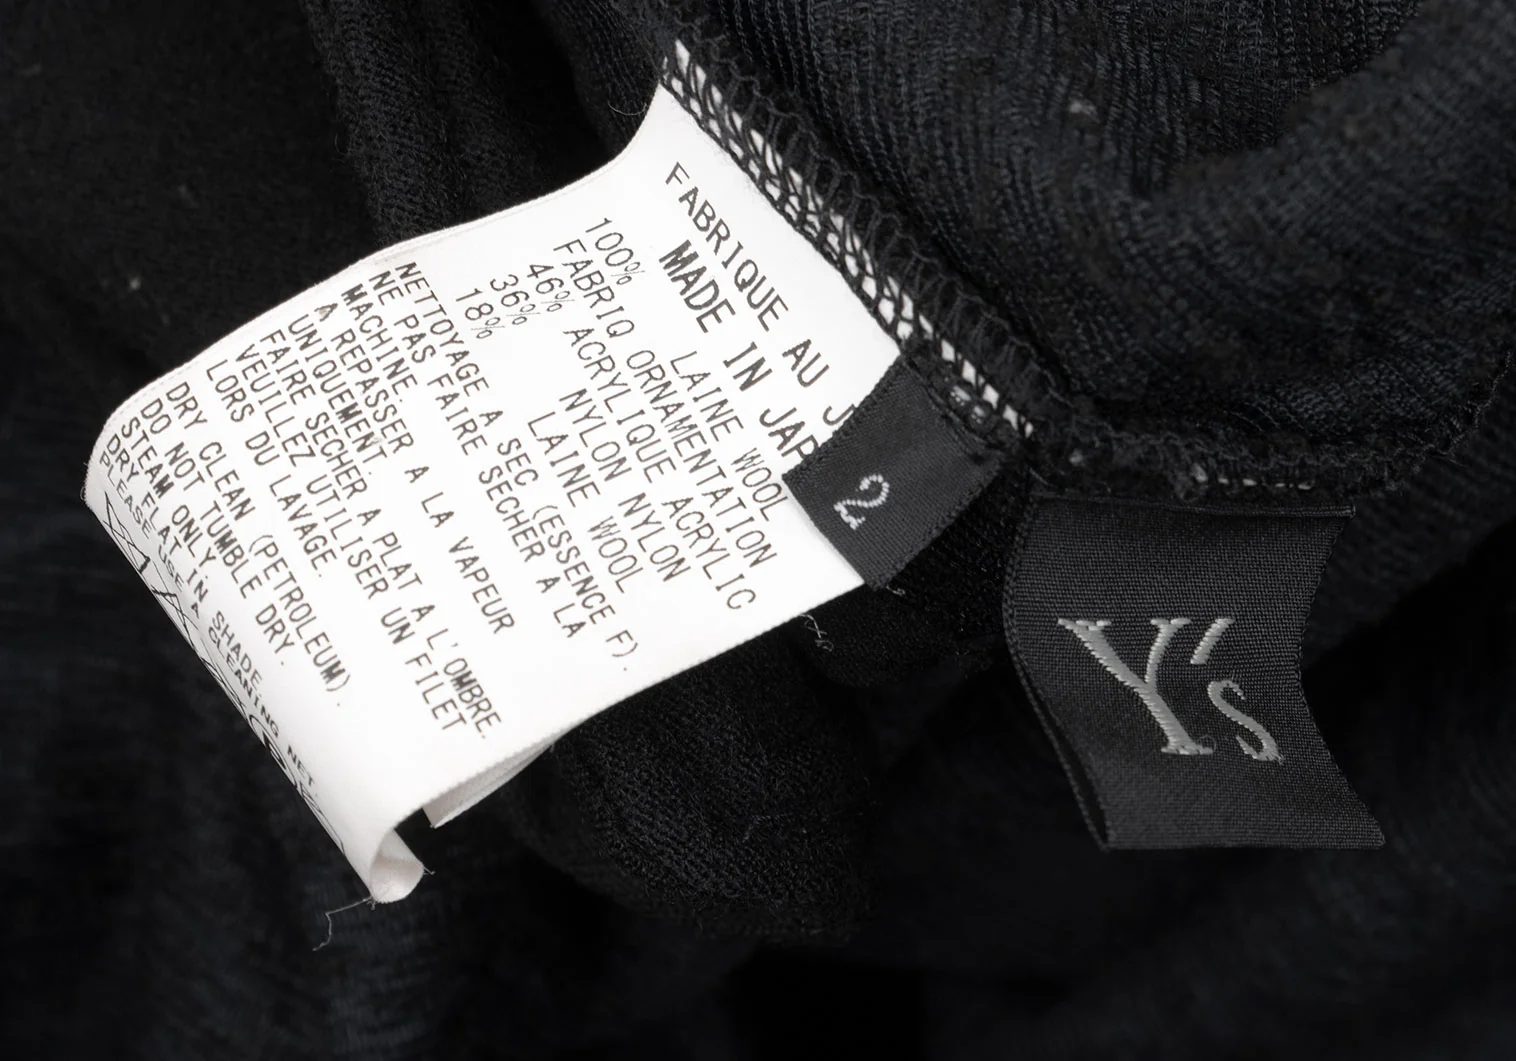 FABRIQUE AU
MADE IN JAP
100% LAINE WOOL
FABRIQ ORNAMENTATION
46% ACRYLIQUE ACRYLIC
36% NYLON NYLON
18% LAINE WOOL
NETTOYAGE A SEC (ESSENCE F).
NE PAS FAIRE SECHER A LA
MACHINE.
A REPASSER A LA VAPEUR
UNIQUEMENT.
FAIRE SECHER A PLAT A L'OMBRE.
VEUILLEZ UTILISER UN FILET
LORS DU LAVAGE.
DRY CLEAN (PETROLEUM)
DO NOT TUMBLE DRY.
STEAM ONLY
DRY FLAT IN SHADE
PLEASE USE A CLEANING NET.
2
Y's